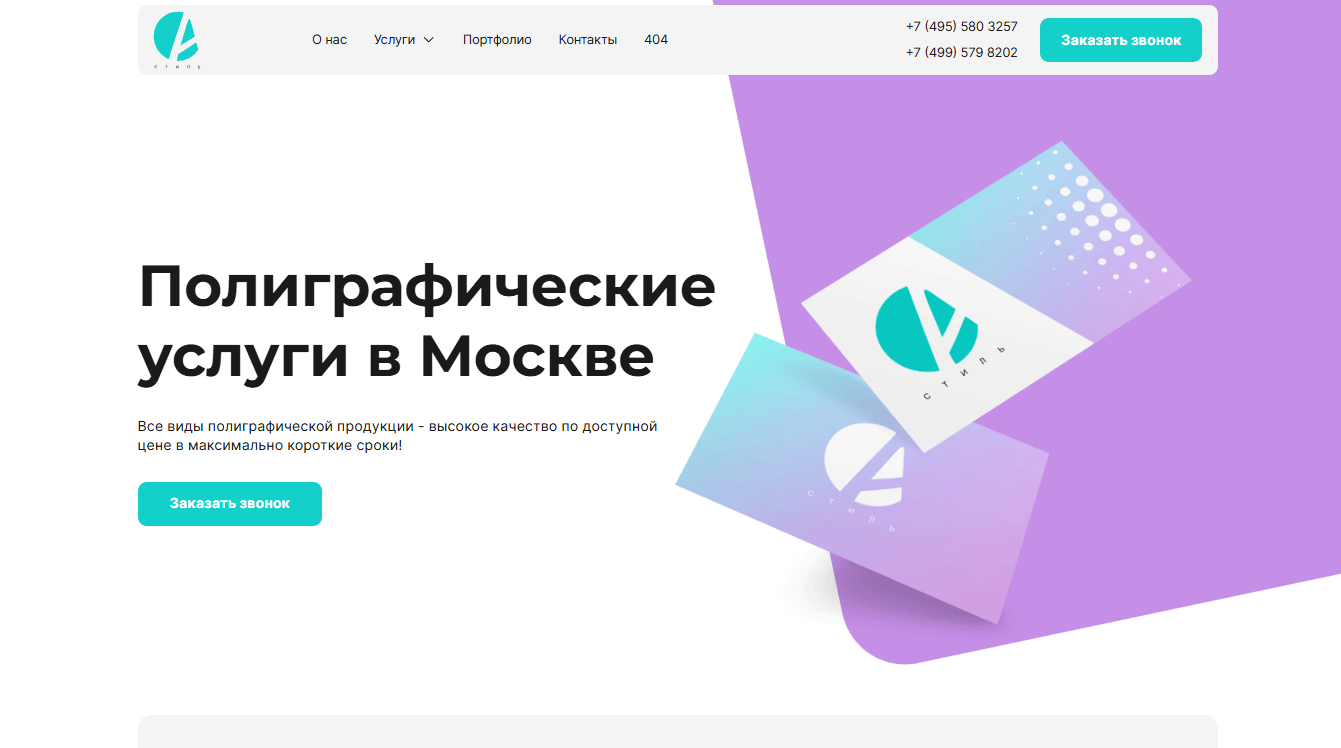 СТИЛЬ
О нас
Услуги
Портфолио
Контакты
404
+7 (495) 580 3257
+7 (499) 579 8202
Заказать звонок
Полиграфические
услуги в Москве
Все виды полиграфической продукции - высокое качество по доступной
цене в максимально короткие сроки!
Заказать звонок
СТИЛЬ
СТИЛЬ